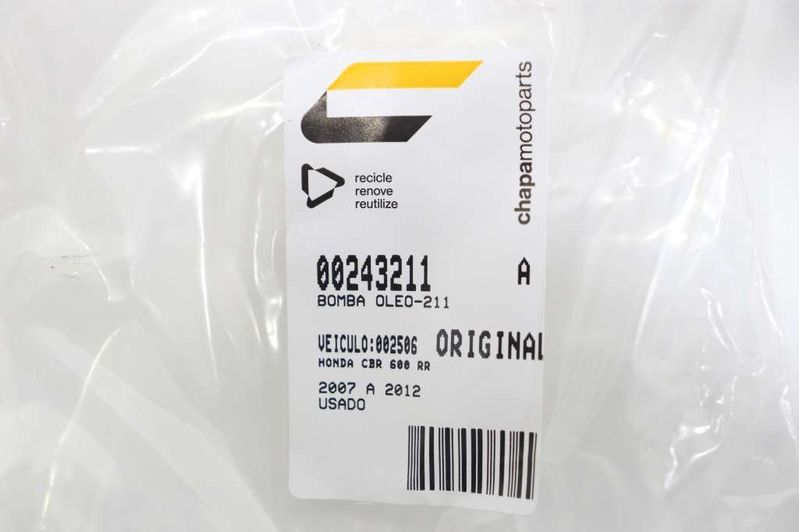 chapamotoparts
recicle
renove
reutilize
00243211 A
BOMBA OLEO-211
VEICULO:002506 ORIGINAL
HONDA CBR 600 RR
2007 A 2012
USADO